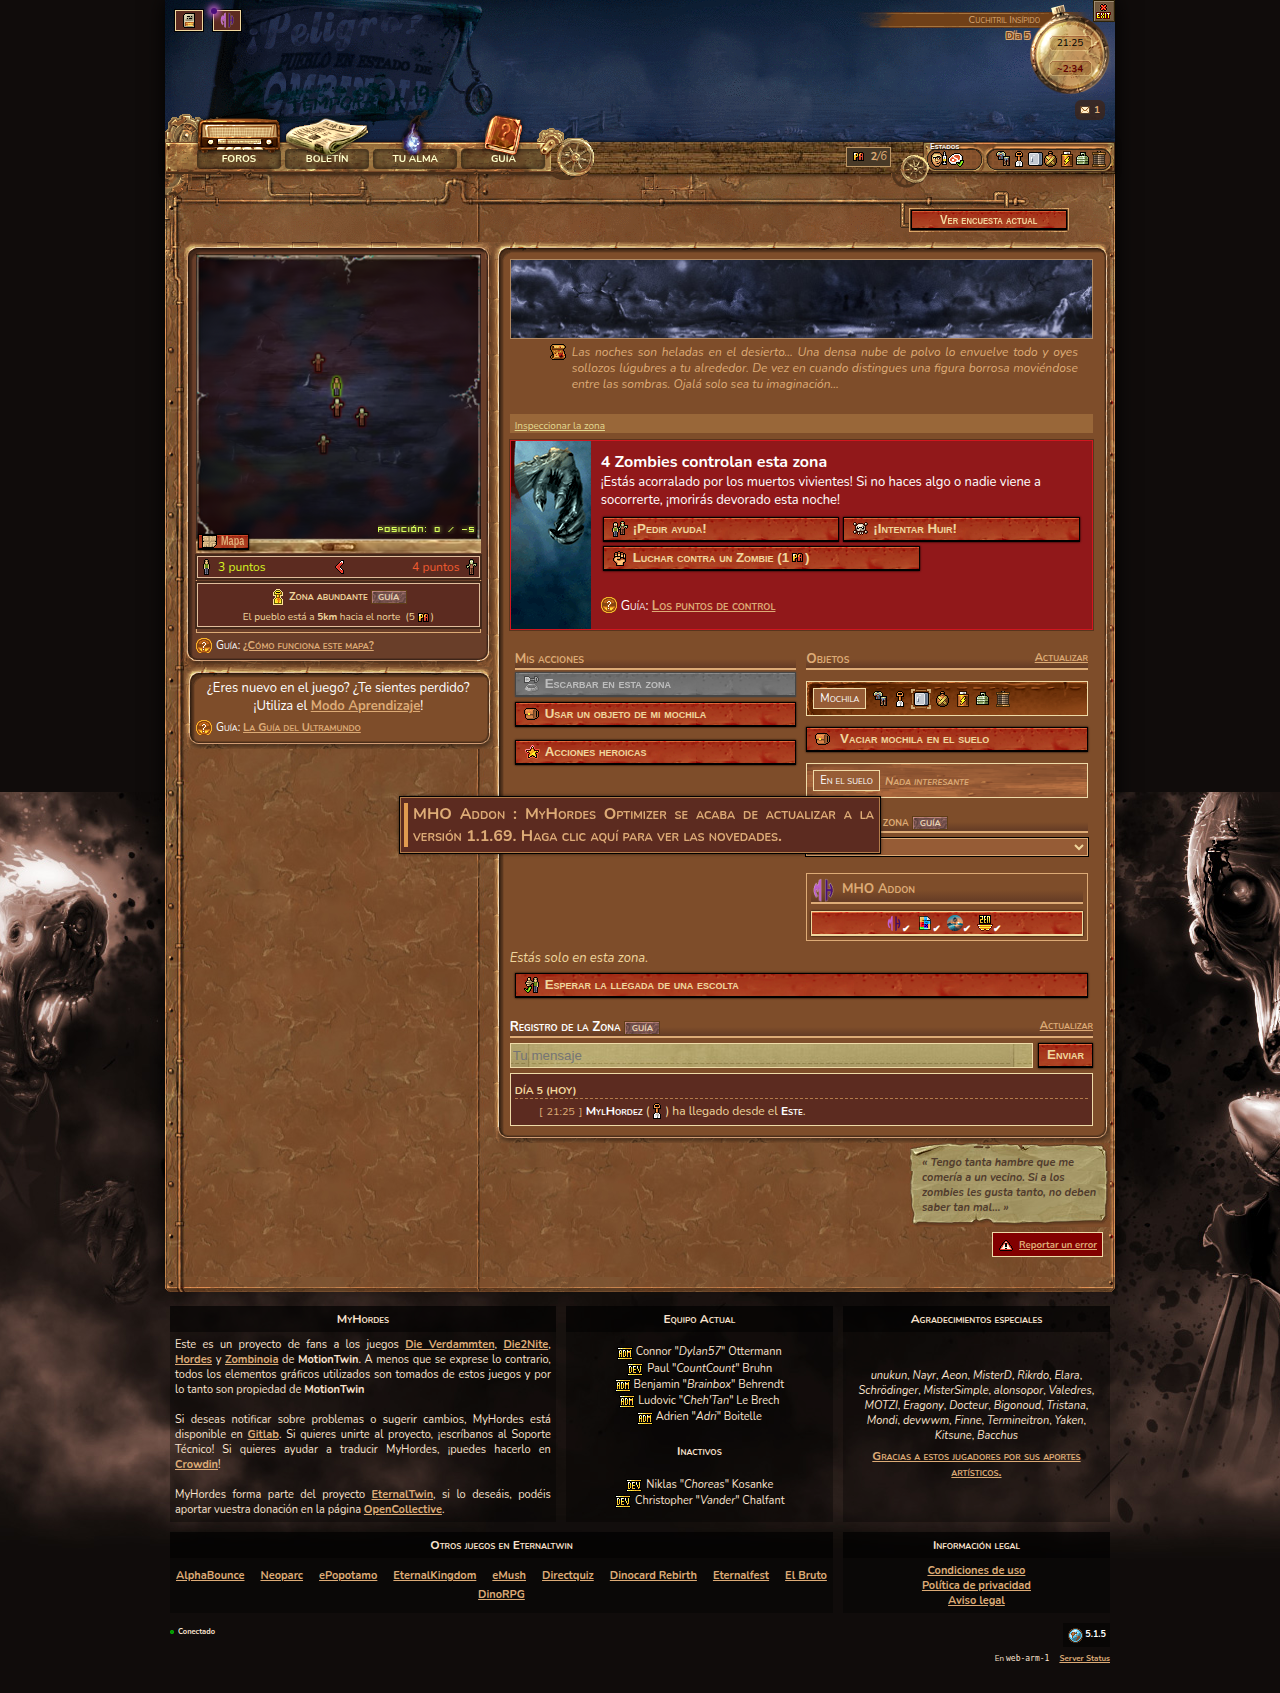 ¡Peligro!
PUEBLO EN ESTADO DE
Cuchitril Insípido
EXIT
Día 5
21:25
~2:34
1
FOROS
BOLETÍN
TU ALMA
GUÍA
PA 2/6
Estados
Ver encuesta actual
Las noches son heladas en el desierto... Una densa nube de polvo lo envuelve todo y oyes
sollozos lúgubres a tu alrededor. De vez en cuando distingues una figura borrosa moviéndose
entre las sombras. Ojalá solo sea tu imaginación...
Inspeccionar la zona
4 Zombies controlan esta zona
¡Estás acorralado por los muertos vivientes! Si no haces algo o nadie viene a
socorrerte, ¡morirás devorado esta noche!
¡Pedir ayuda!
¡Intentar Huir!
Luchar contra un Zombie (1 PA)
Guía: Los puntos de control
Posición: 0 / -5
Mapa
3 puntos
4 puntos
Zona abundante GUÍA
El pueblo está a 5km hacia el norte (5 PA)
Guía: ¿Cómo funciona este mapa?
¿Eres nuevo en el juego? ¿Te sientes perdido?
¡Utiliza el Modo Aprendizaje!
Guía: La Guía del Ultramundo
Mis acciones
Escarbar en esta zona
Usar un objeto de mi mochila
Acciones heroicas
Objetos
Actualizar
Mochila
Vaciar mochila en el suelo
En el suelo
Nada interesante
zona GUÍA
MHO Addon : MyHordes Optimizer se acaba de actualizar a la
versión 1.1.69. Haga clic aquí para ver las novedades.
MHO Addon
Estás solo en esta zona.
Esperar la llegada de una escolta
Registro de la Zona GUÍA
Actualizar
Tu mensaje
Enviar
DÍA 5 (HOY)
[ 21:25 ] MylHordez ( ) ha llegado desde el Este.
« Tengo tanta hambre que me
comería a un vecino. Si a los
zombies les gusta tanto, no deben
saber tan mal... »
Reportar un error
MyHordes
Este es un proyecto de fans a los juegos Die Verdammten, Die2Nite,
Hordes y Zombinoia de MotionTwin. A menos que se exprese lo contrario,
todos los elementos gráficos utilizados son tomados de estos juegos y por
lo tanto son propiedad de MotionTwin
Si deseas notificar sobre problemas o sugerir cambios, MyHordes está
disponible en Gitlab. Si quieres unirte al proyecto, ¡escríbanos al Soporte
Técnico! Si quieres ayudar a traducir MyHordes, ¡puedes hacerlo en
Crowdin!
MyHordes forma parte del proyecto EternalTwin, si lo deseáis, podéis
aportar vuestra donación en la página OpenCollective.
Equipo Actual
ADM Connor "Dylan57" Ottermann
DEV Paul "CountCount" Bruhn
ADM Benjamin "Brainbox" Behrendt
ADM Ludovic "Cheh'Tan" Le Brech
ADM Adrien "Adri" Boitelle
Inactivos
DEV Niklas "Choreas" Kosanke
DEV Christopher "Vander" Chalfant
Agradecimientos especiales
unukun, Nayr, Aeon, MisterD, Rikrdo, Elara,
Schrödinger, MisterSimple, alonsopor, Valedres,
MOTZI, Eragony, Docteur, Bigonoud, Tristana,
Mondi, devwwm, Finne, Termineitron, Yaken,
Kitsune, Bacchus
Gracias a estos jugadores por sus aportes
artísticos.
Otros juegos en Eternaltwin
AlphaBounce Neoparc ePopotamo EternalKingdom eMush Directquiz Dinocard Rebirth Eternalfest El Bruto
DinoRPG
Información legal
Condiciones de uso
Política de privacidad
Aviso legal
Conectado
5.1.5
En web-arm-1 Server Status